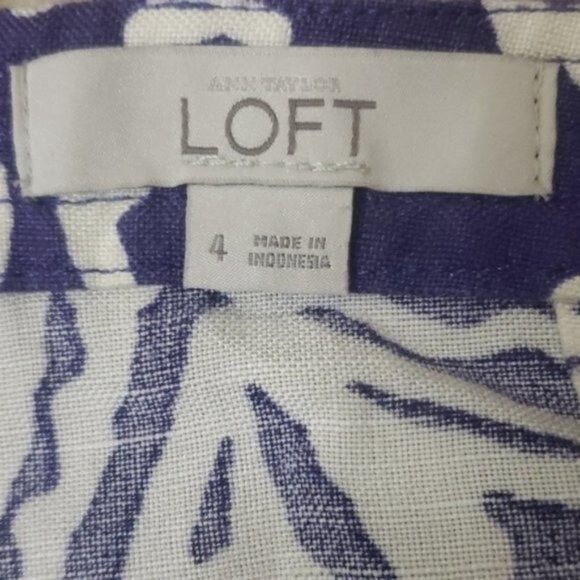 ANN TAYLOR
LOFT
4
MADE IN
INDONESIA